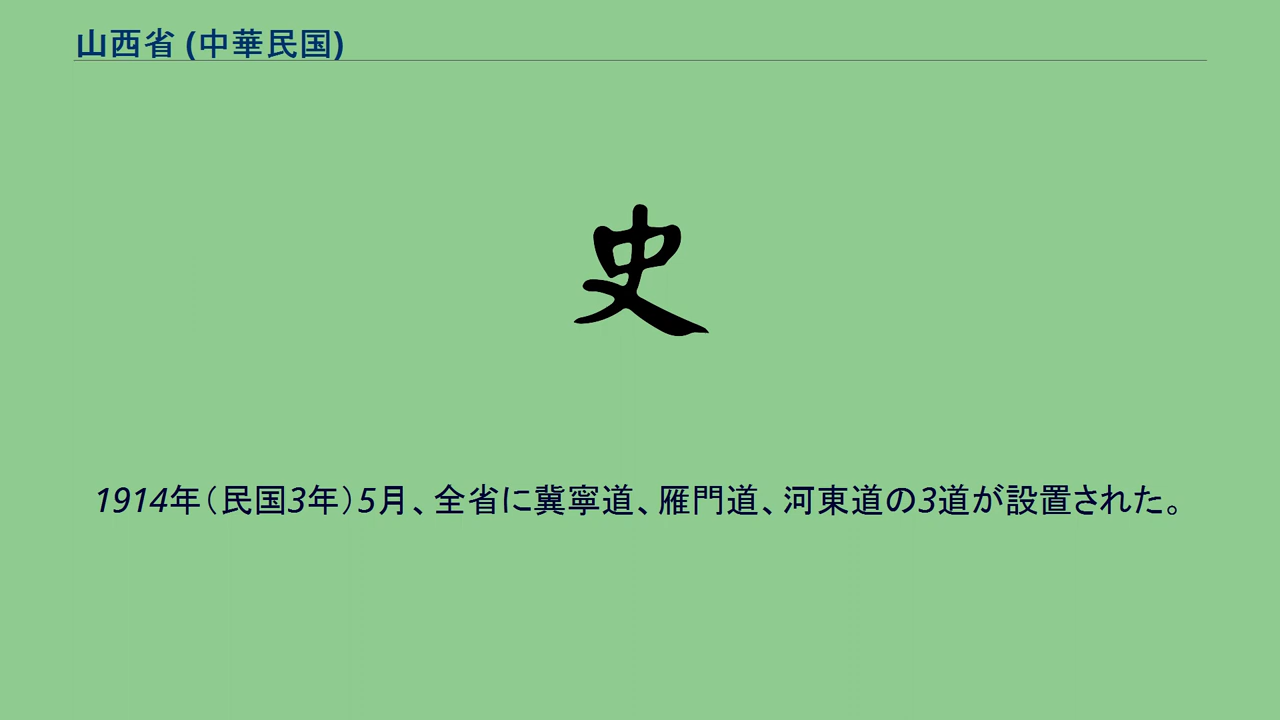 山西省 (中華民国)
史
1914年（民国3年）5月、全省に冀寧道、雁門道、河東道の3道が設置された。